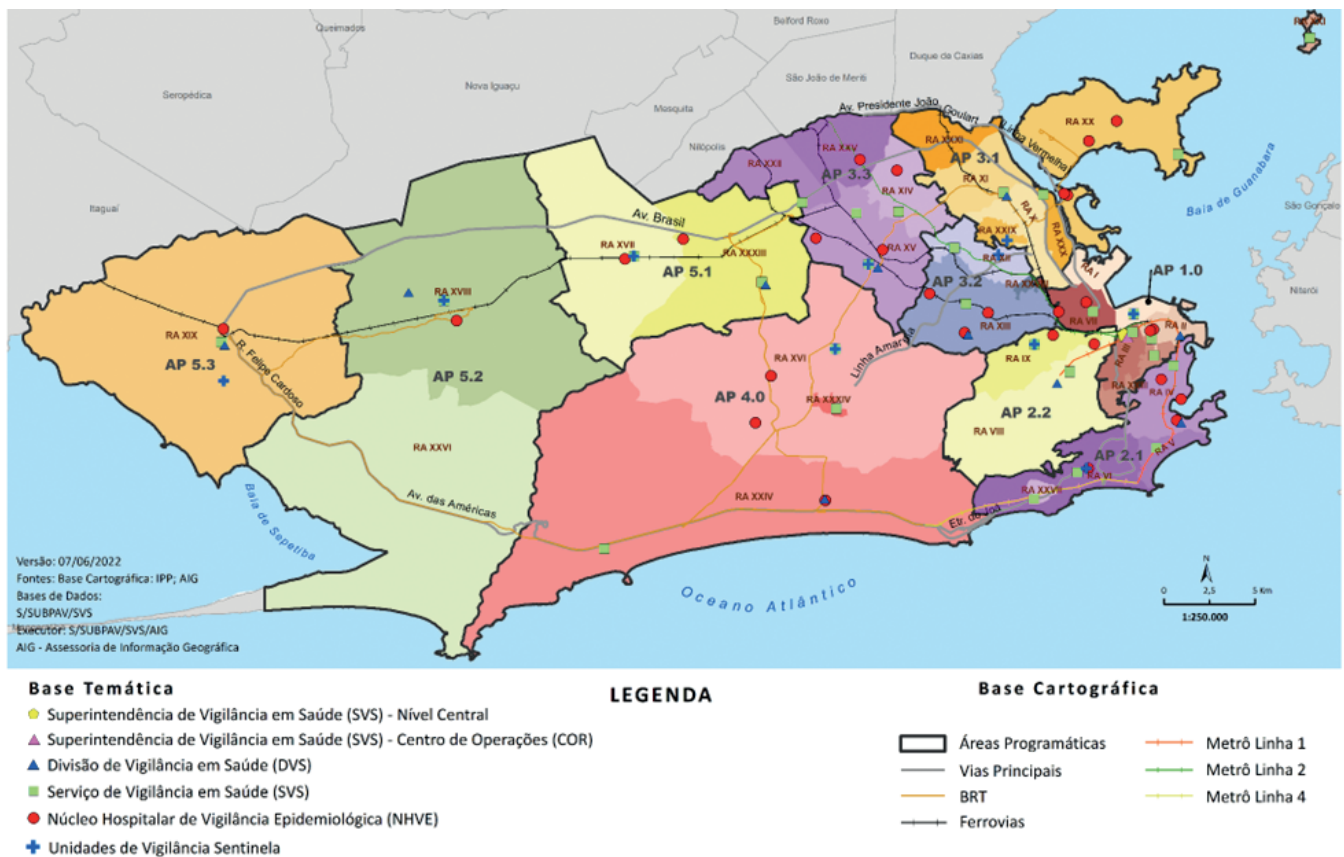 Queimados
Belford Roxo
RA XXI
Duque de Caxias
São João de Meriti
Seropédica
Nova Iguaçu
Mesquita
Nilópolis
Itaguaí
Av. Presidente João Goulart
Linha Vermelha
RA XX
Baía de Guanabara
São Gonçalo
Niterói
RA XXII
RA XXV
AP 3.3
RA XIV
RA XV
RA XXXI
AP 3.1
RA XI
RA X
RA XXIX
RA XXX
RA XII
RA I
AP 1.0
RA VII
RA II
RA III
AP 3.2
RA XIII
Linha Amarela
Av. Brasil
RA XVII
AP 5.1
RA XXXIII
RA XVIII
AP 5.2
RA XIX
AP 5.3
R. Felipe Cardoso
RA XVI
AP 4.0
RA XXXIV
RA IX
AP 2.2
RA VIII
RA IV
RA V
AP 2.1
RA VI
RA XXVII
Etr. do Joá
RA XXVI
Av. das Américas
RA XXIV
Baía de Sepetiba
Oceano Atlântico
N
0 2,5 5 Km
1:250.000
Versão: 07/06/2022
Fontes: Base Cartográfica: IPP; AIG
Bases de Dados:
S/SUBPAV/SVS
Executor: S/SUBPAV/SVS/AIG
AIG - Assessoria de Informação Geográfica
LEGENDA
Base Temática
Superintendência de Vigilância em Saúde (SVS) - Nível Central
Superintendência de Vigilância em Saúde (SVS) - Centro de Operações (COR)
Divisão de Vigilância em Saúde (DVS)
Serviço de Vigilância em Saúde (SVS)
Núcleo Hospitalar de Vigilância Epidemiológica (NHVE)
Unidades de Vigilância Sentinela
Base Cartográfica
Áreas Programáticas
Vias Principais
BRT
Ferrovias
Metrô Linha 1
Metrô Linha 2
Metrô Linha 4